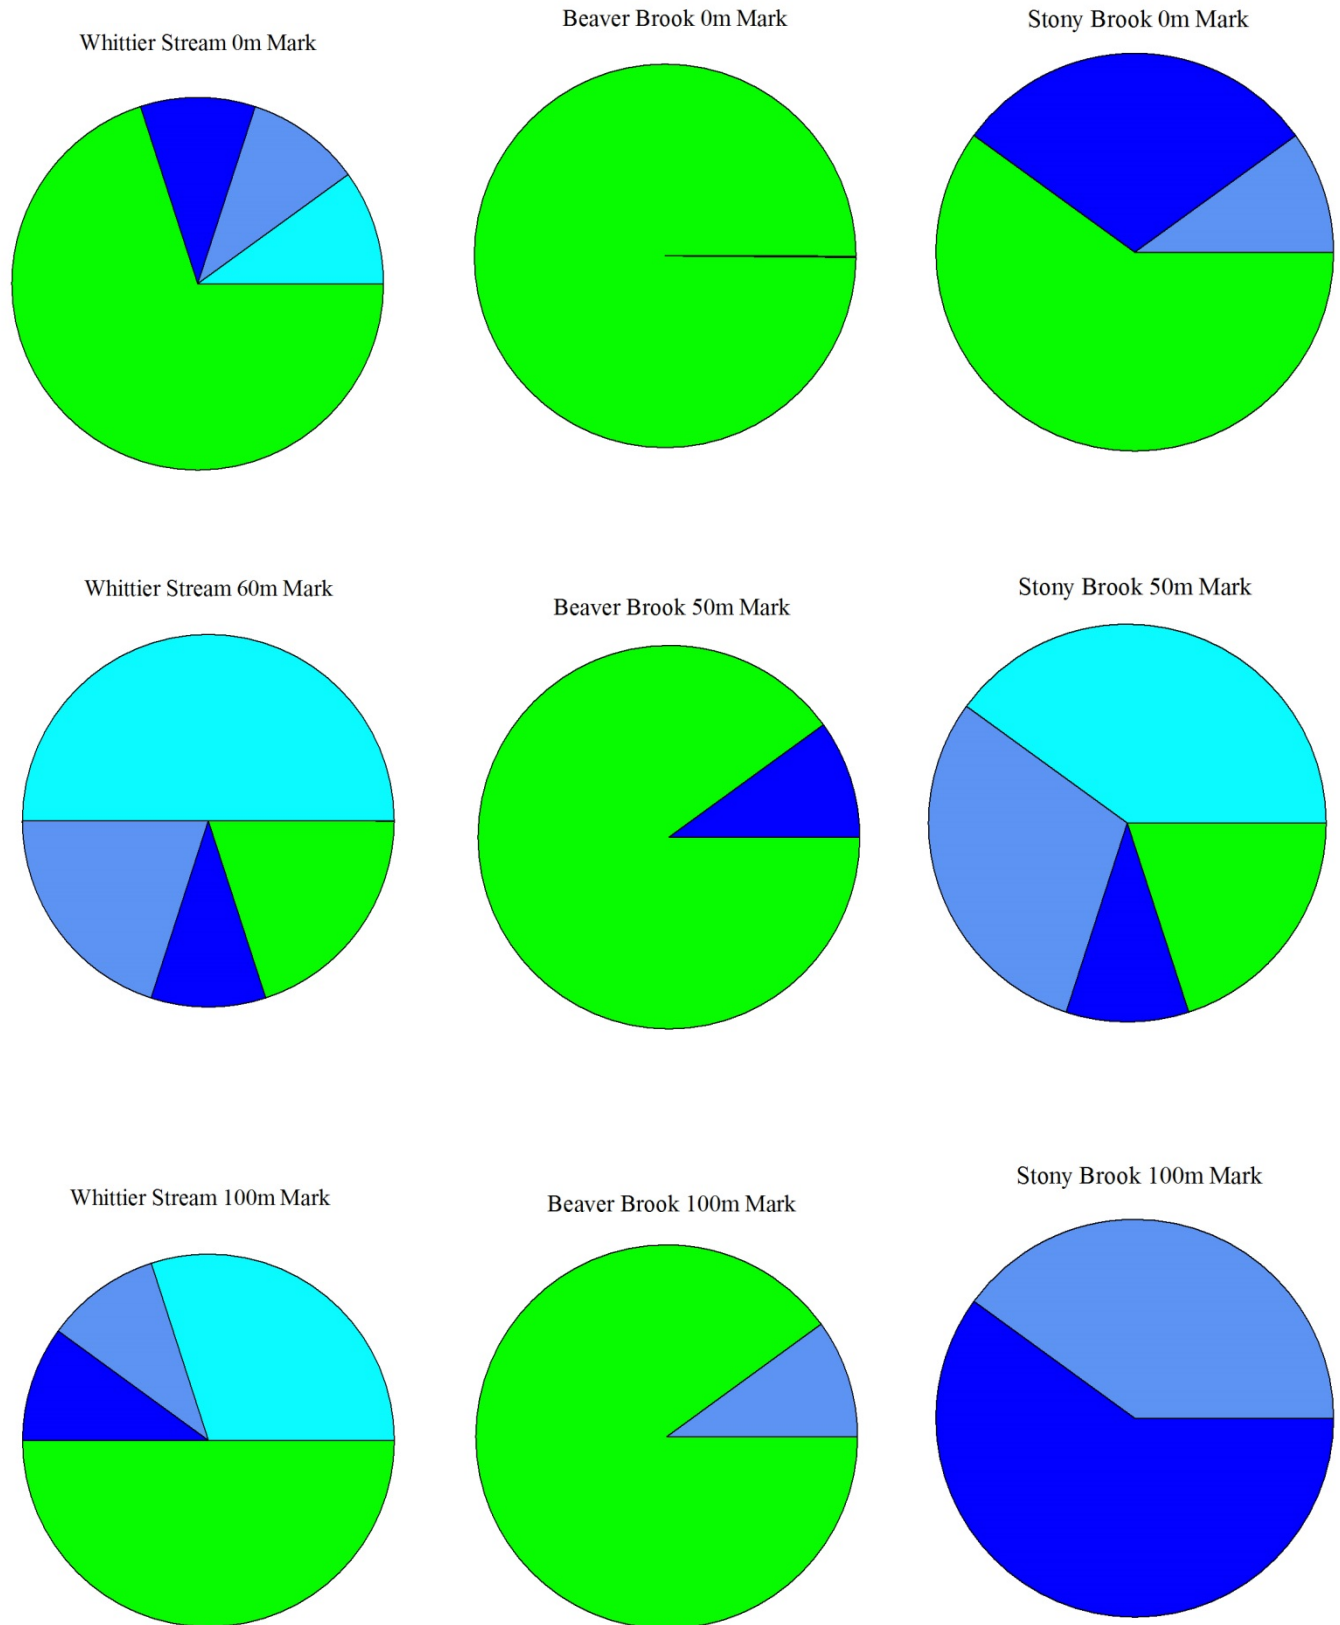 Whittier Stream 0m Mark
Beaver Brook 0m Mark
Stony Brook 0m Mark
Whittier Stream 60m Mark
Beaver Brook 50m Mark
Stony Brook 50m Mark
Whittier Stream 100m Mark
Beaver Brook 100m Mark
Stony Brook 100m Mark